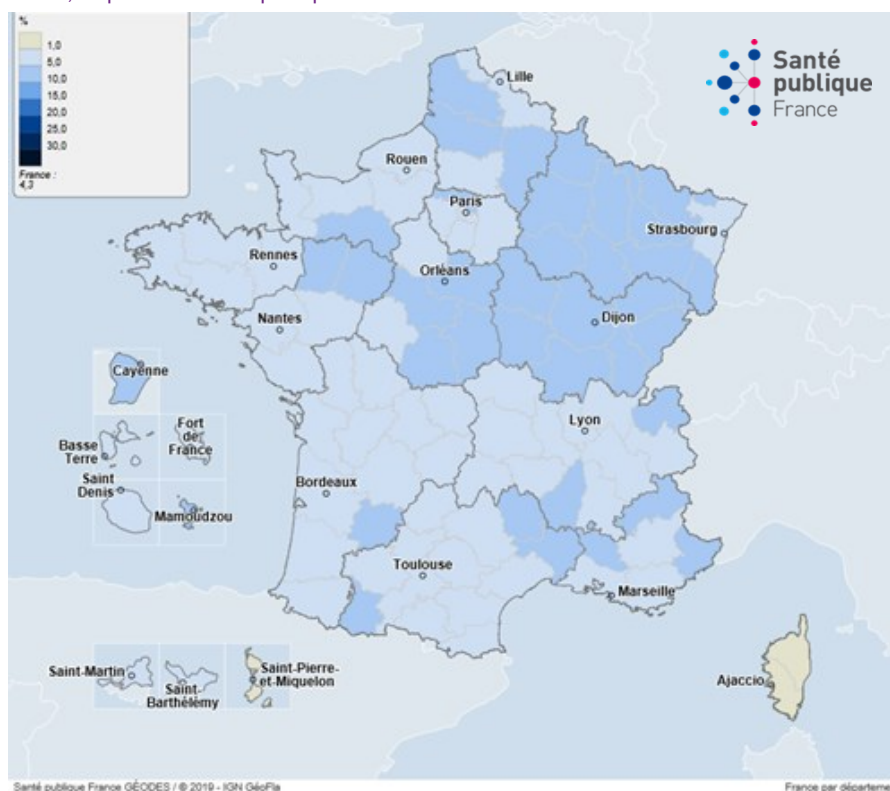 %
1,0
5,0
10,0
15,0
20,0
25,0
30,0
France :
4,3
Santé
publique
France
Lille
Rouen
Paris
Strasbourg
Rennes
Orléans
Nantes
Dijon
Cayenne
Lyon
Fort
de
France
Basse
Terre
Saint
Denis
Bordeaux
Mamoudzou
Toulouse
Marseille
Saint-Martin
Saint-
Barthélémy
Saint-Pierre-
et-Miquelon
Ajaccio
Santé publique France GÉODES / © 2019 - IGN GéoFla
France par départeme